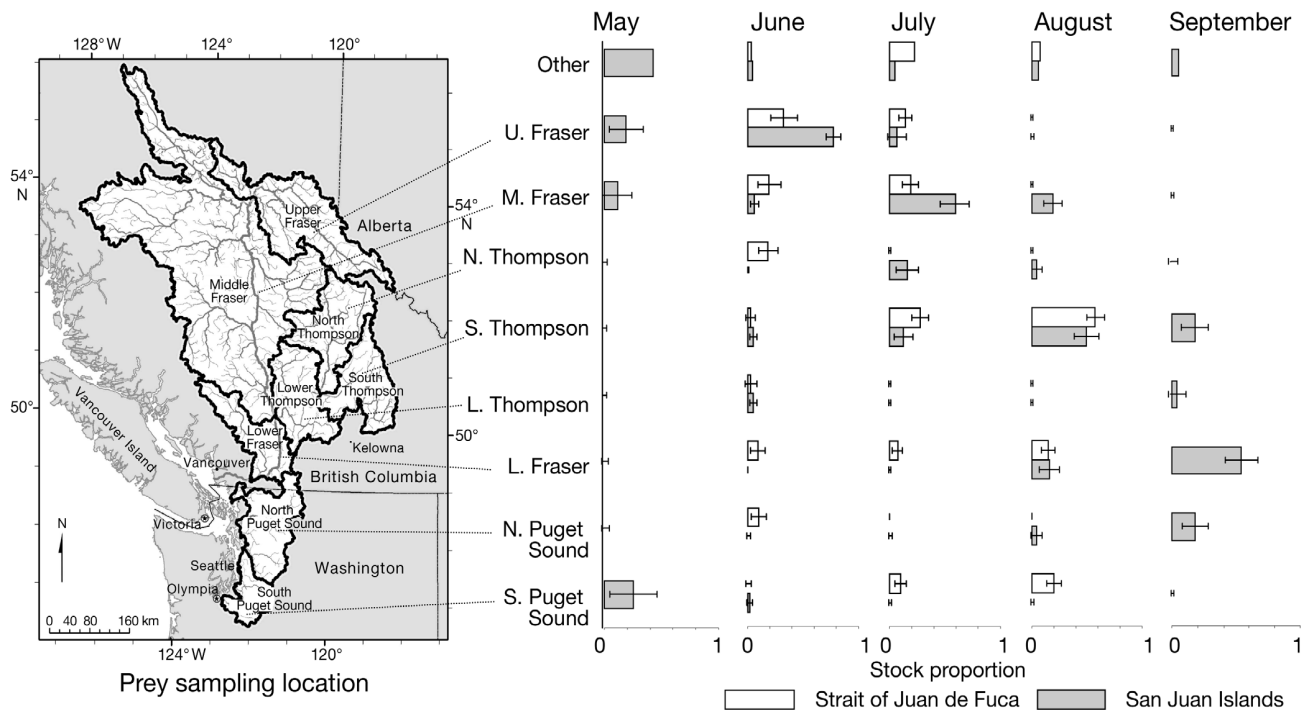 May
June
July
August
September
128°W
124°
120°
Other
U. Fraser
54°
N
M. Fraser
54°
N
Upper
Fraser
Alberta
N. Thompson
Middle
Fraser
North
Thompson
S. Thompson
South
Thompson
Lower
Thompson
50°
L. Thompson
Vancouver Island
Lower
Fraser
50°
Kelowna
Vancouver
L. Fraser
British Columbia
North
Puget Sound
Victoria
N. Puget
Sound
N
Seattle
Washington
Olympia
South
Puget Sound
S. Puget
Sound
0 40 80 160 km
124°W
120°
0 1 0 1 0 1 0 1 0 1
Stock proportion
Prey sampling location
Strait of Juan de Fuca San Juan Islands